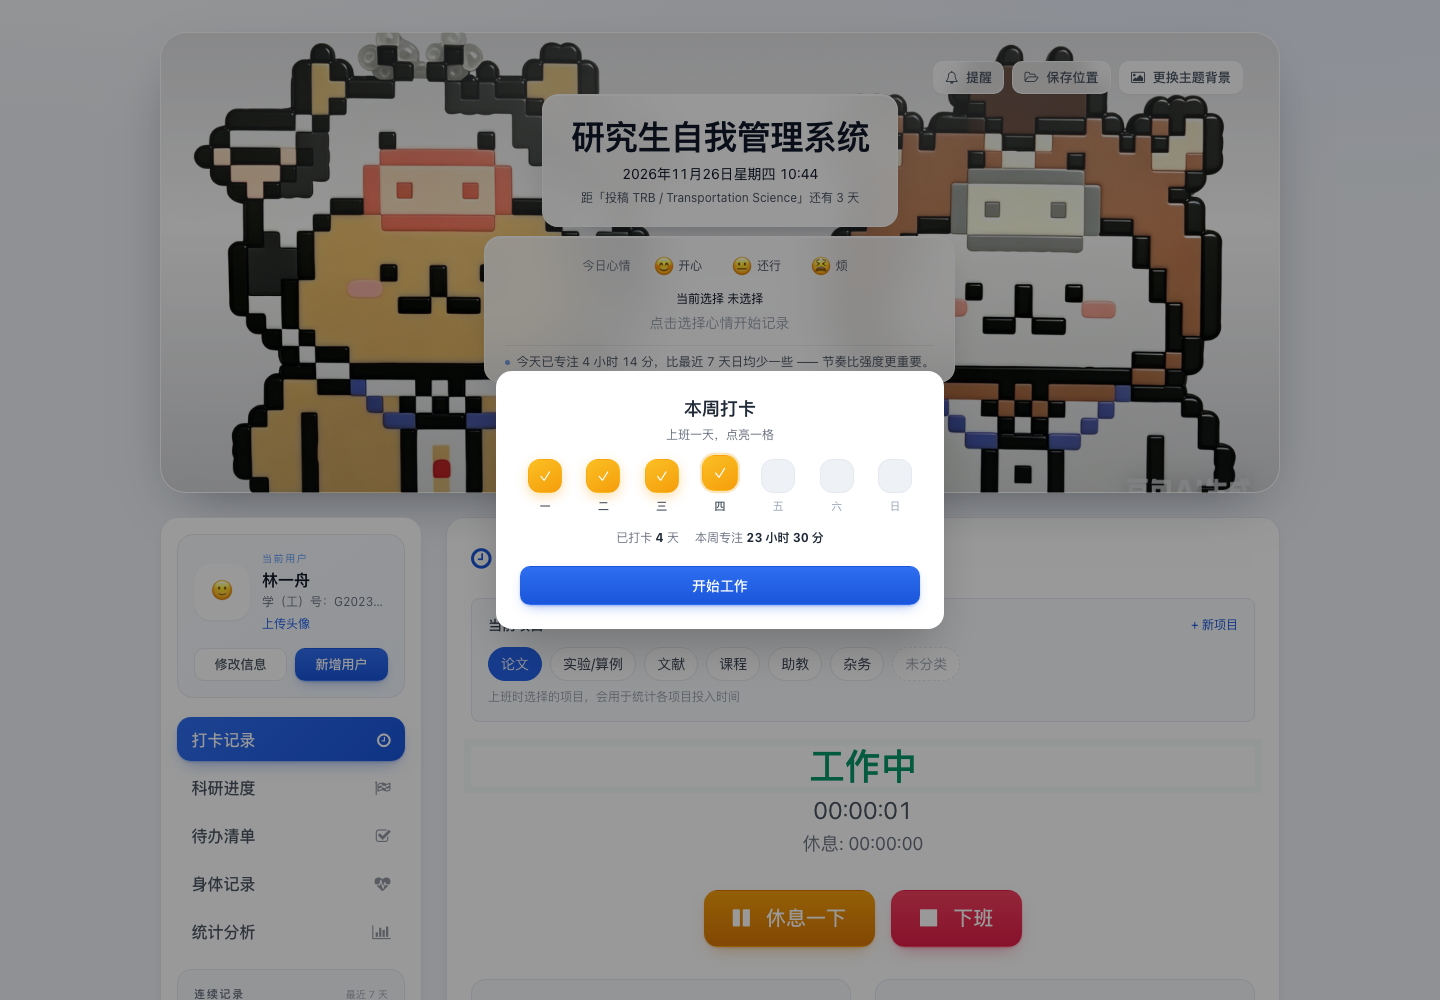 提醒
保存位置
更换主题背景
研究生自我管理系统
2026年11月26日星期四 10:44
距「投稿 TRB / Transportation Science」还有 3 天
今日心情
开心
还行
烦
当前选择 未选择
点击选择心情开始记录
今天已专注 4 小时 14 分，比最近 7 天日均少一些 —— 节奏比强度更重要。
本周打卡
上班一天，点亮一格
一 二 三 四 五 六 日
已打卡 4 天 本周专注 23 小时 30 分
开始工作
当前用户
林一舟
学（工）号：G2023...
上传头像
修改信息
新增用户
打卡记录
科研进度
待办清单
身体记录
统计分析
连续记录
最近 7 天
+ 新项目
论文
实验/算例
文献
课程
助教
杂务
未分类
上班时选择的项目，会用于统计各项目投入时间
工作中
00:00:01
休息: 00:00:00
休息一下
下班